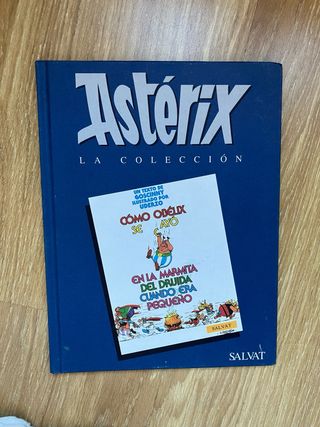 Astérix
LA COLECCIÓN
UN TEXTO DE
GOSCINNY
ILUSTRADO POR
UDERZO
CÓMO OBÉLIX
SE CAYÓ
EN LA MARMITA
DEL DRUIDA
CUANDO ERA
PEQUEÑO
SALVAT
SALVAT